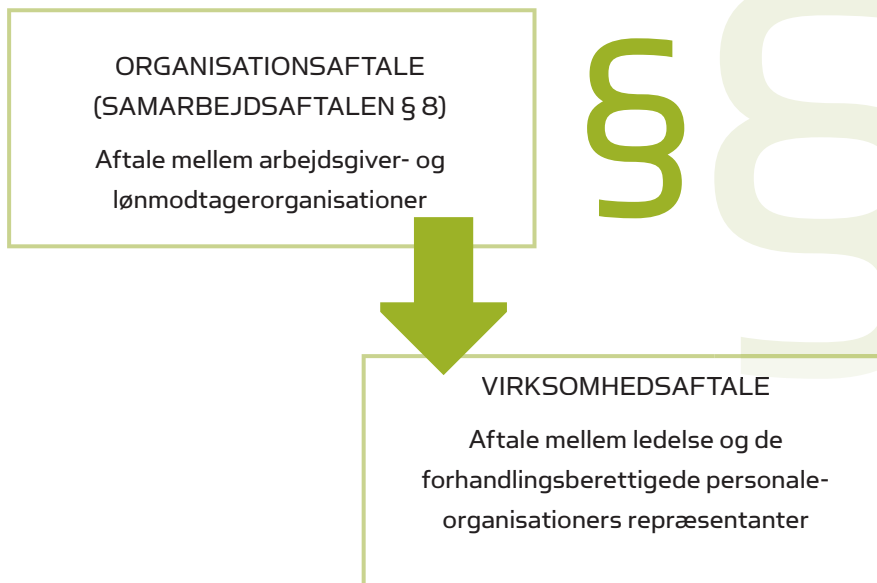 ORGANISATIONSAFTALE
(SAMARBEJDSAFTALEN § 8)
Aftale mellem arbejdsgiver- og
lønmodtagerorganisationer
§
§
VIRKSOMHEDSAFTALE
Aftale mellem ledelse og de
forhandlingsberettigede personale-
organisationers repræsentanter